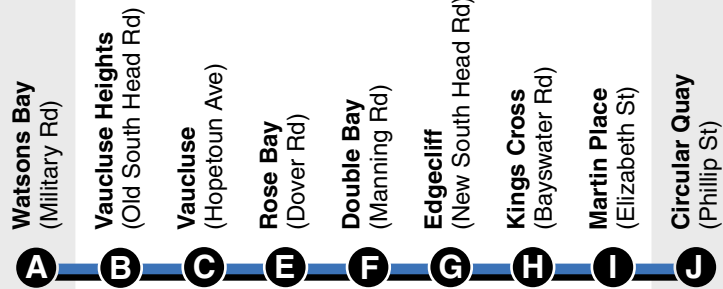 Watsons Bay
(Military Rd)
Vaucluse Heights
(Old South Head Rd)
Vaucluse
(Hopetoun Ave)
Rose Bay
(Dover Rd)
Double Bay
(Manning Rd)
Edgecliff
(New South Head Rd)
Kings Cross
(Bayswater Rd)
Martin Place
(Elizabeth St)
Circular Quay
(Phillip St)
A B C E F G H I J